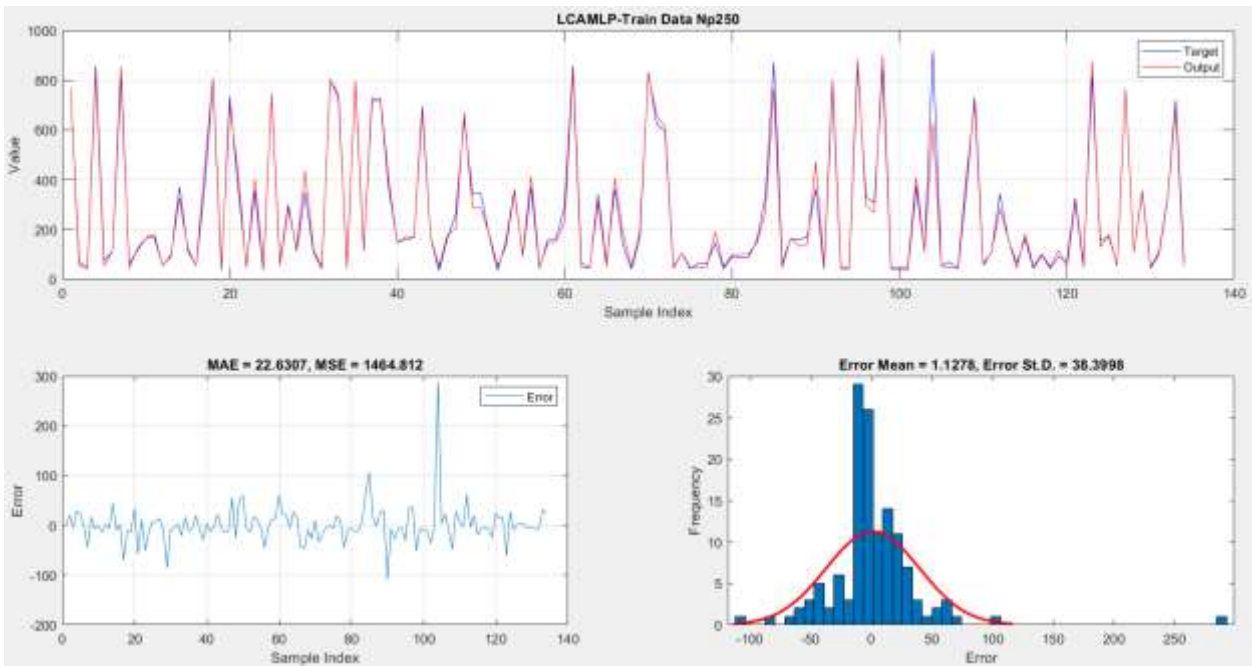 LCAMLP-Train Data Np250
1000
800
600
400
200
0
Value
Target
Output
0 20 40 60 80 100 120 140
Sample Index
MAE = 22.6307, MSE = 1464.812
300
200
100
0
-100
-200
Error
Error
0 20 40 60 80 100 120 140
Sample Index
Error Mean = 1.1278, Error St.D. = 38.3998
30
25
20
15
10
5
0
Frequency
-100 -50 0 50 100 150 200 250
Error